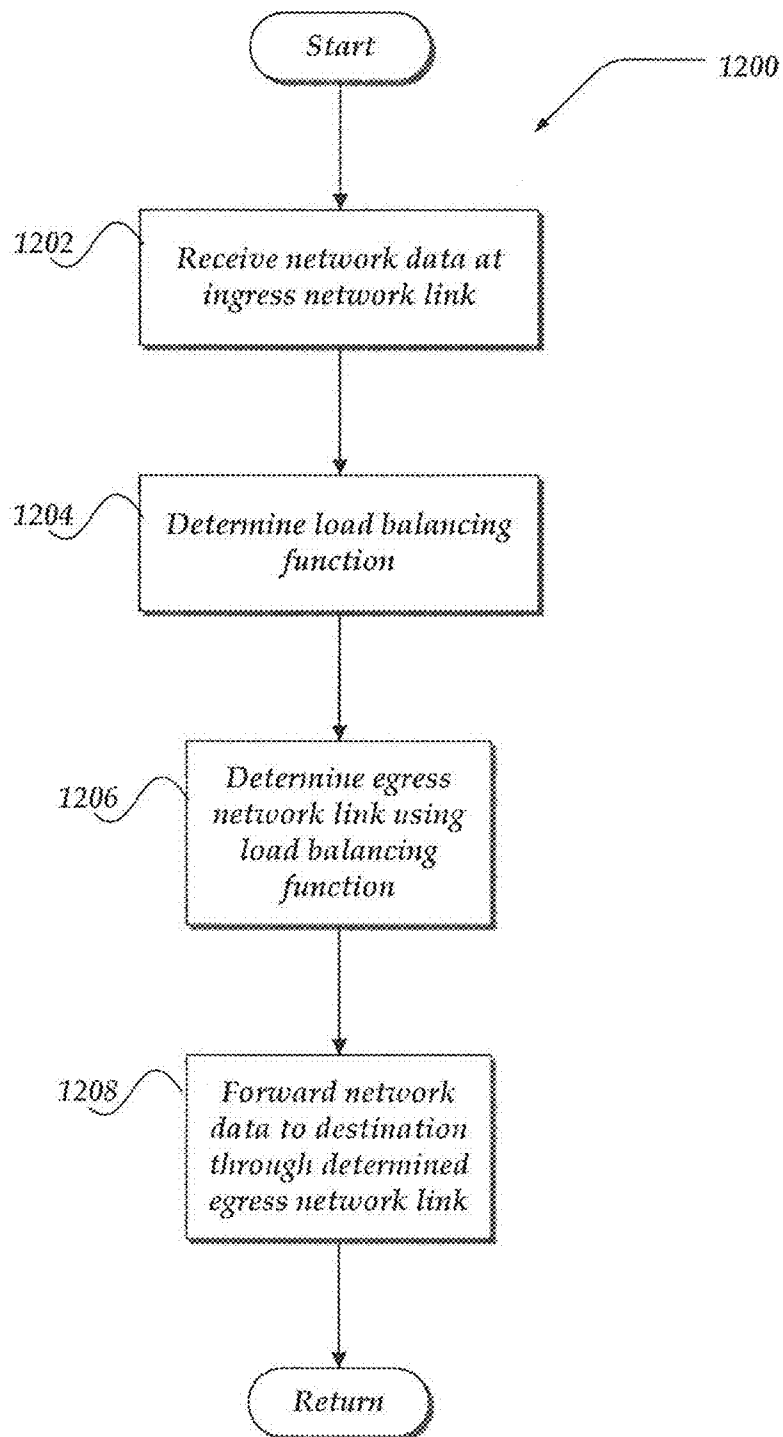 Start
1200
1202
Receive network data at
ingress network link
1204
Determine load balancing
function
1206
Determine egress
network link using
load balancing
function
1208
Forward network
data to destination
through determined
egress network link
Return